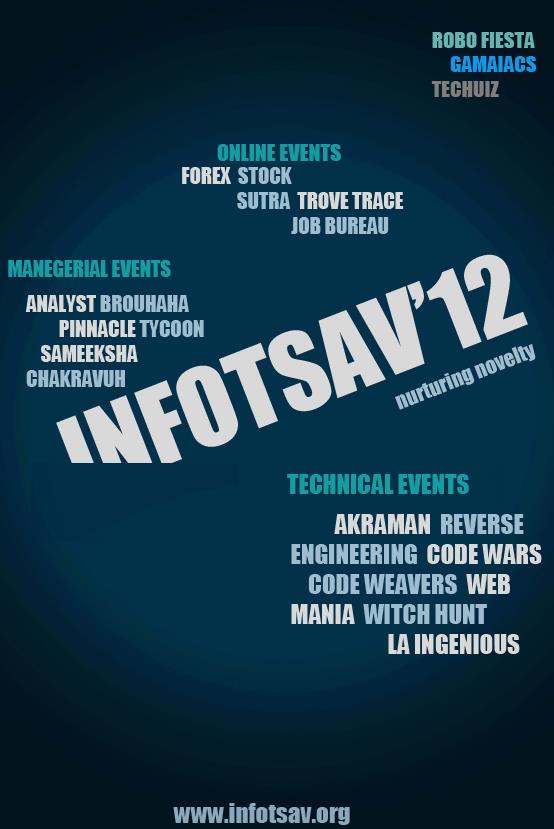 ROBO FIESTA
GAMAIACS
TECHUIZ
ONLINE EVENTS
FOREX STOCK
SUTRA TROVE TRACE
JOB BUREAU
MANEGERIAL EVENTS
ANALYST BROUHAHA
PINNACLE TYCOON
SAMEEKSHA
CHAKRAVUH
INFOTSAV'12
nurturing novelty
TECHNICAL EVENTS
AKRAMAN REVERSE
ENGINEERING CODE WARS
CODE WEAVERS WEB
MANIA WITCH HUNT
LA INGENIOUS
www.infotsav.org